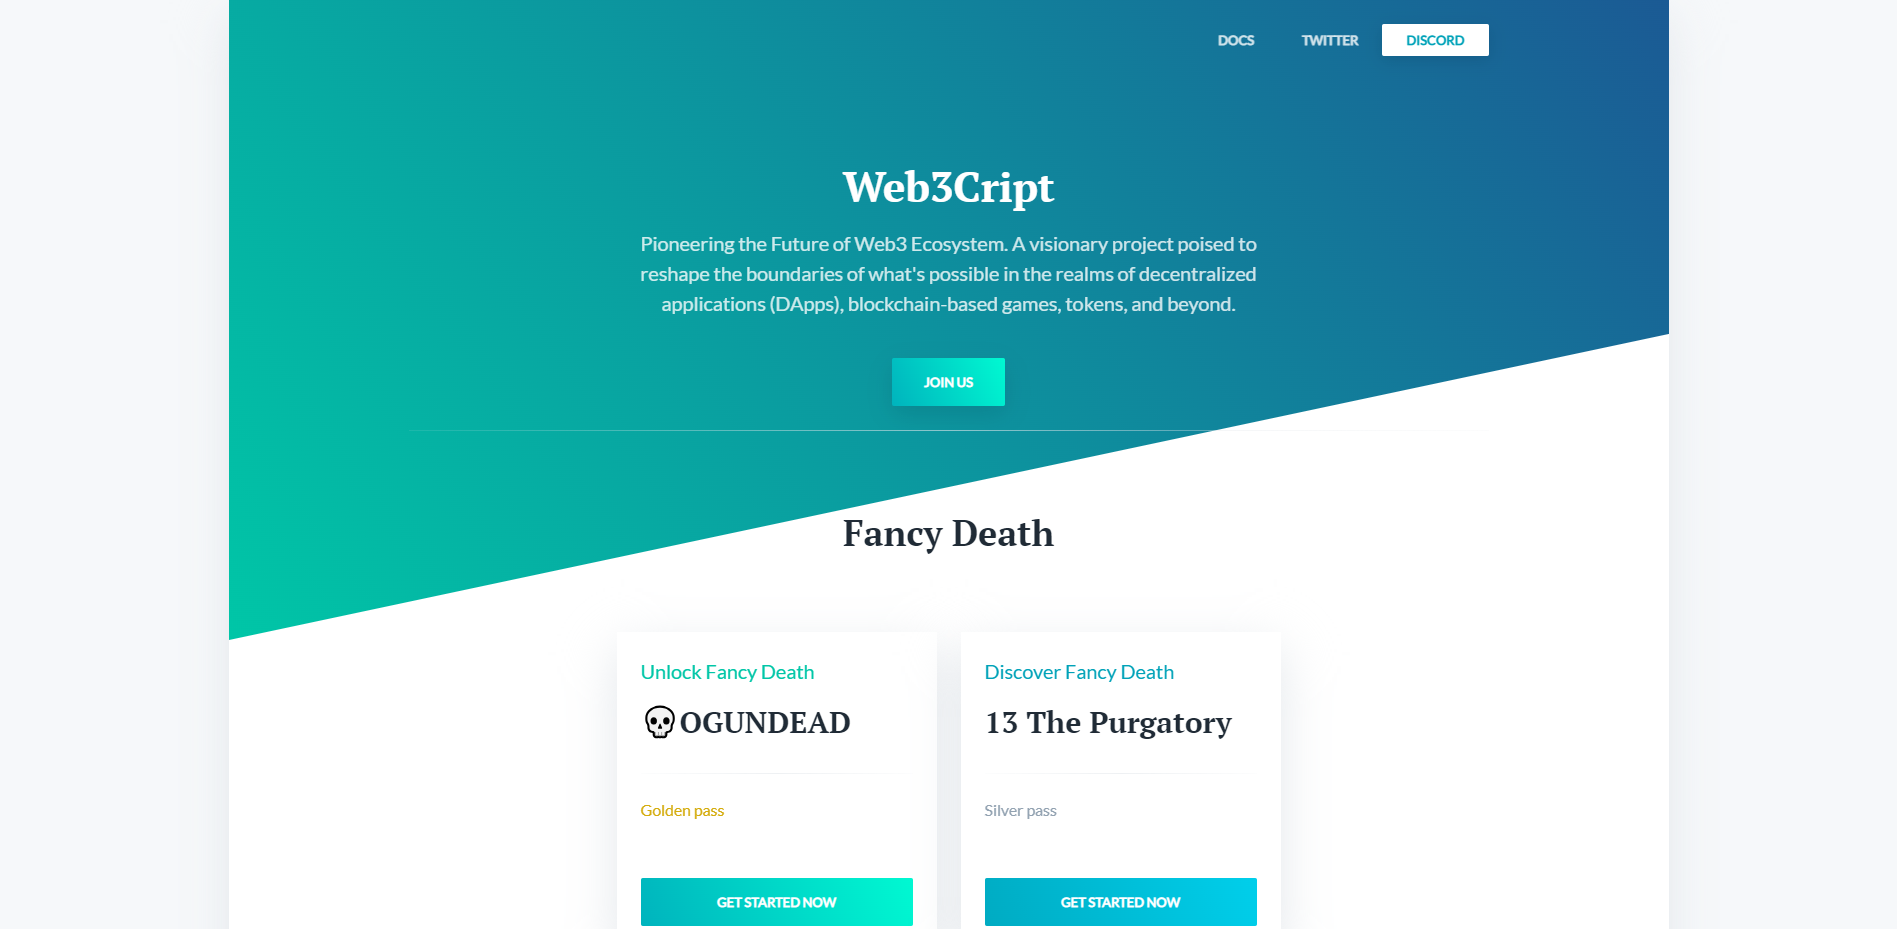 DOCS TWITTER DISCORD
Web3Cript
Pioneering the Future of Web3 Ecosystem. A visionary project poised to
reshape the boundaries of what's possible in the realms of decentralized
applications (DApps), blockchain-based games, tokens, and beyond.
JOIN US
Fancy Death
Unlock Fancy Death
💀OGUNDEAD
Golden pass
GET STARTED NOW
Discover Fancy Death
13 The Purgatory
Silver pass
GET STARTED NOW